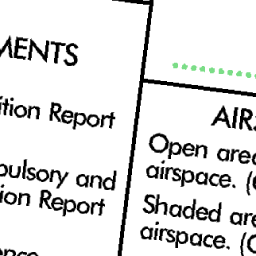 MENTS
ition Report
pulsory and
ion Report
AIRS
Open area
airspace. (
Shaded are
airspace. (